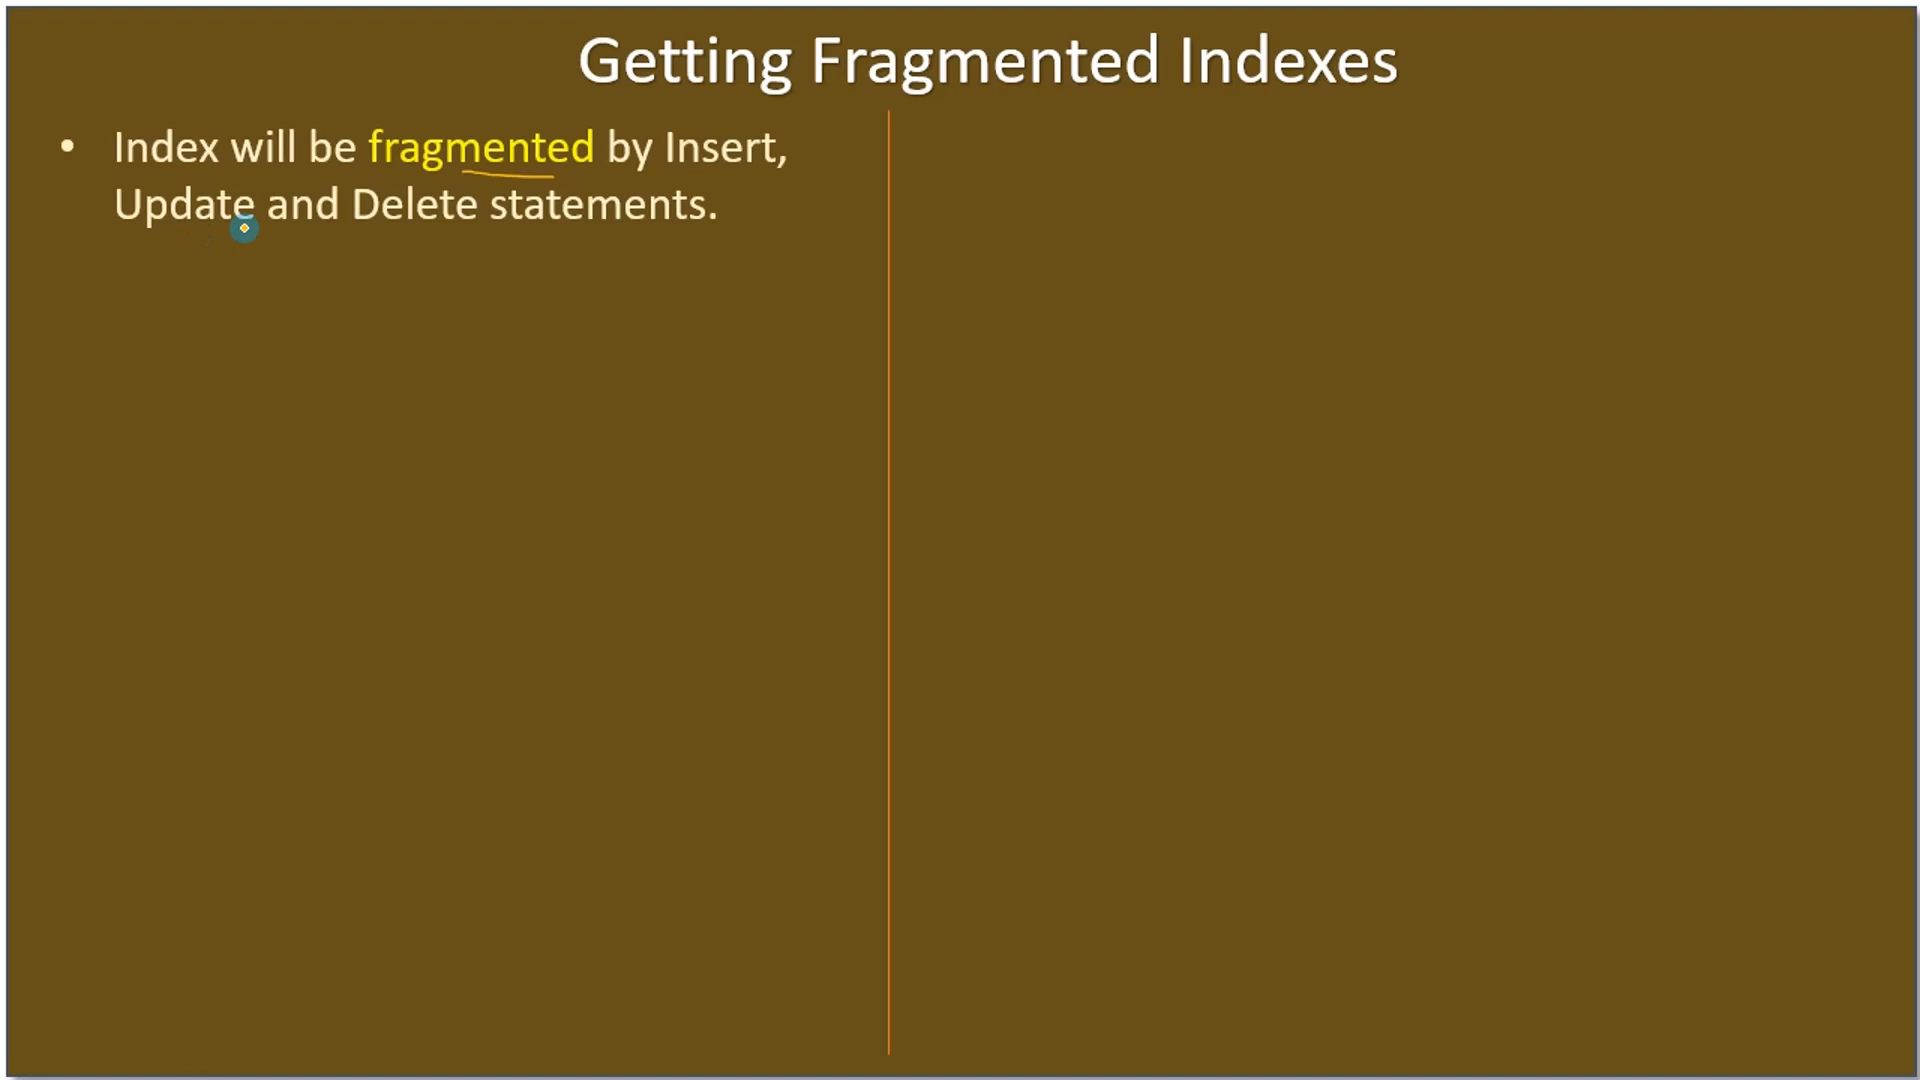 Getting Fragmented Indexes
• Index will be fragmented by Insert,
Update and Delete statements.